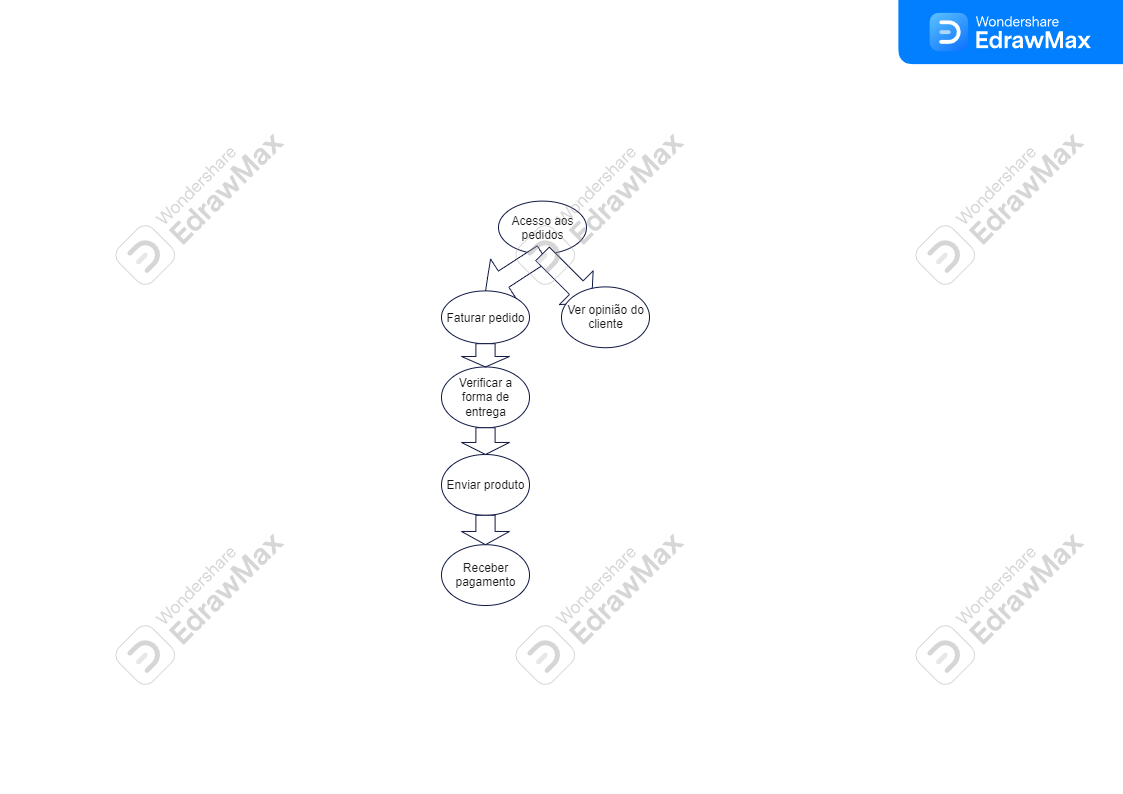 Wondershare
EdrawMax
Wondershare
EdrawMax
Wondershare
EdrawMax
Wondershare
EdrawMax
Acesso aos
pedidos
Faturar pedido
Ver opinião do
cliente
Verificar a
forma de
entrega
Enviar produto
Receber
pagamento
Wondershare
EdrawMax
Wondershare
EdrawMax
Wondershare
EdrawMax